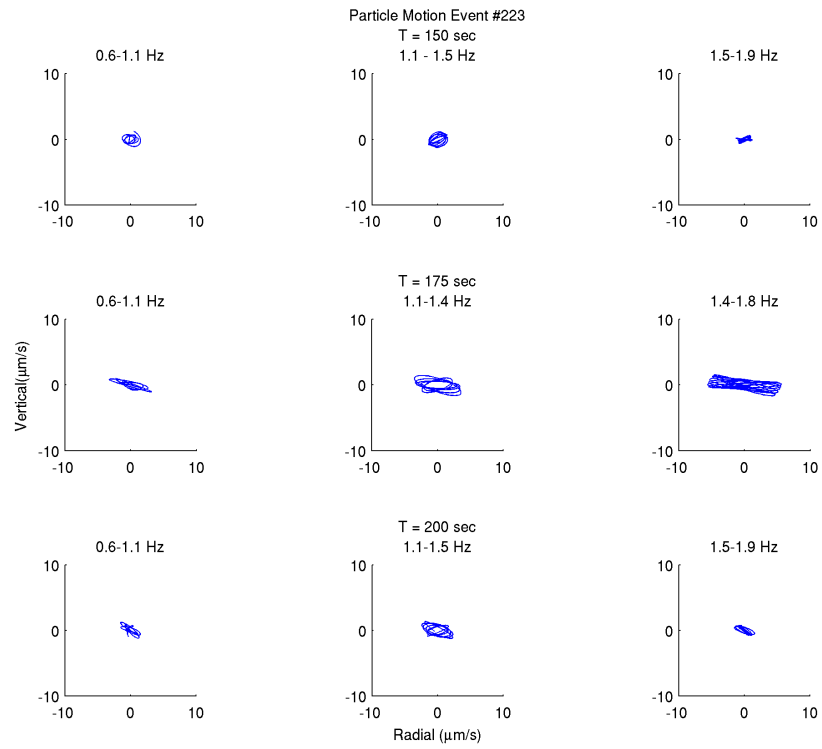 Particle Motion Event #223
T = 150 sec
0.6-1.1 Hz 1.1 - 1.5 Hz 1.5-1.9 Hz
10 10 10
0 0 0
-10 -10 -10
-10 0 10 -10 0 10 -10 0 10
T = 175 sec
0.6-1.1 Hz 1.1-1.4 Hz 1.4-1.8 Hz
10 10 10
Vertical(μm/s)
0 0 0
-10 -10 -10
-10 0 10 -10 0 10 -10 0 10
T = 200 sec
0.6-1.1 Hz 1.1-1.5 Hz 1.5-1.9 Hz
10 10 10
0 0 0
-10 -10 -10
-10 0 10 -10 0 10 -10 0 10
Radial (μm/s)